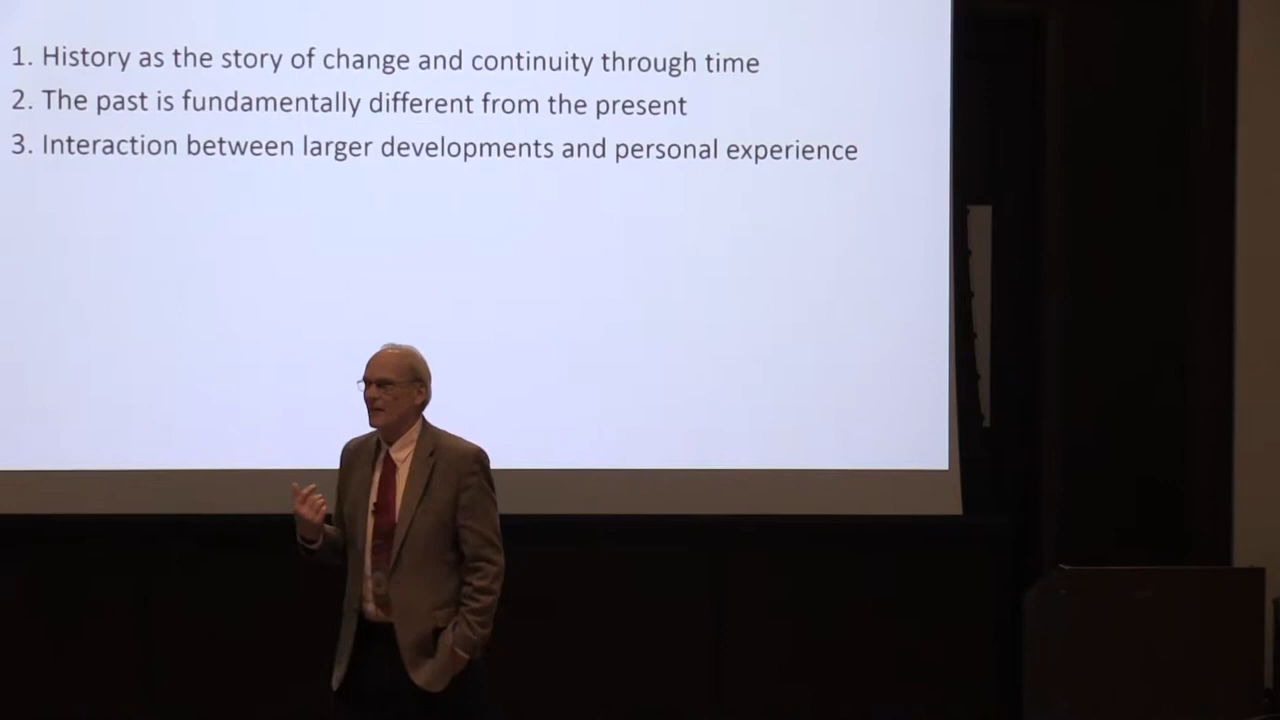 1. History as the story of change and continuity through time
2. The past is fundamentally different from the present
3. Interaction between larger developments and personal experience